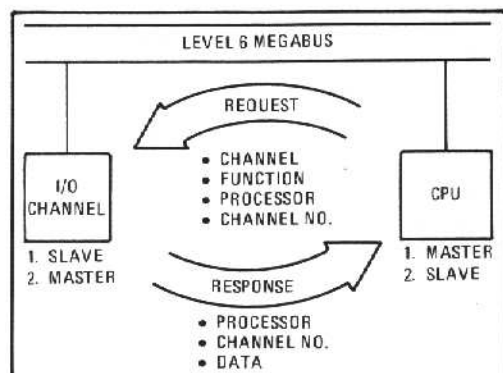 LEVEL 6 MEGABUS
REQUEST
• CHANNEL
• FUNCTION
• PROCESSOR
• CHANNEL NO.
I/O
CHANNEL
1. SLAVE
2. MASTER
CPU
1. MASTER
2. SLAVE
RESPONSE
• PROCESSOR
• CHANNEL NO.
• DATA